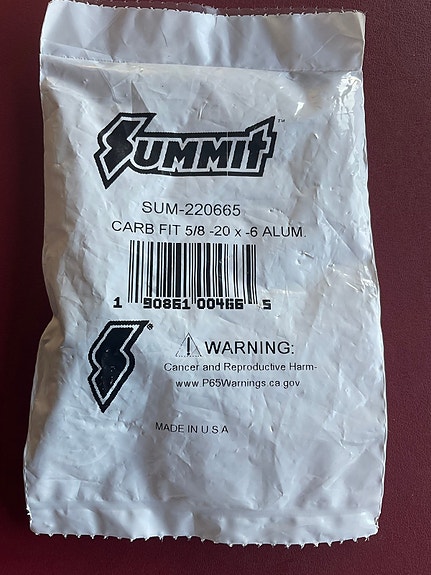 SUMMIT™
SUM-220665
CARB FIT 5/8 -20 x -6 ALUM.
1 90861 00466 5
®
WARNING:
Cancer and Reproductive Harm-
www.P65Warnings.ca.gov
MADE IN U S A